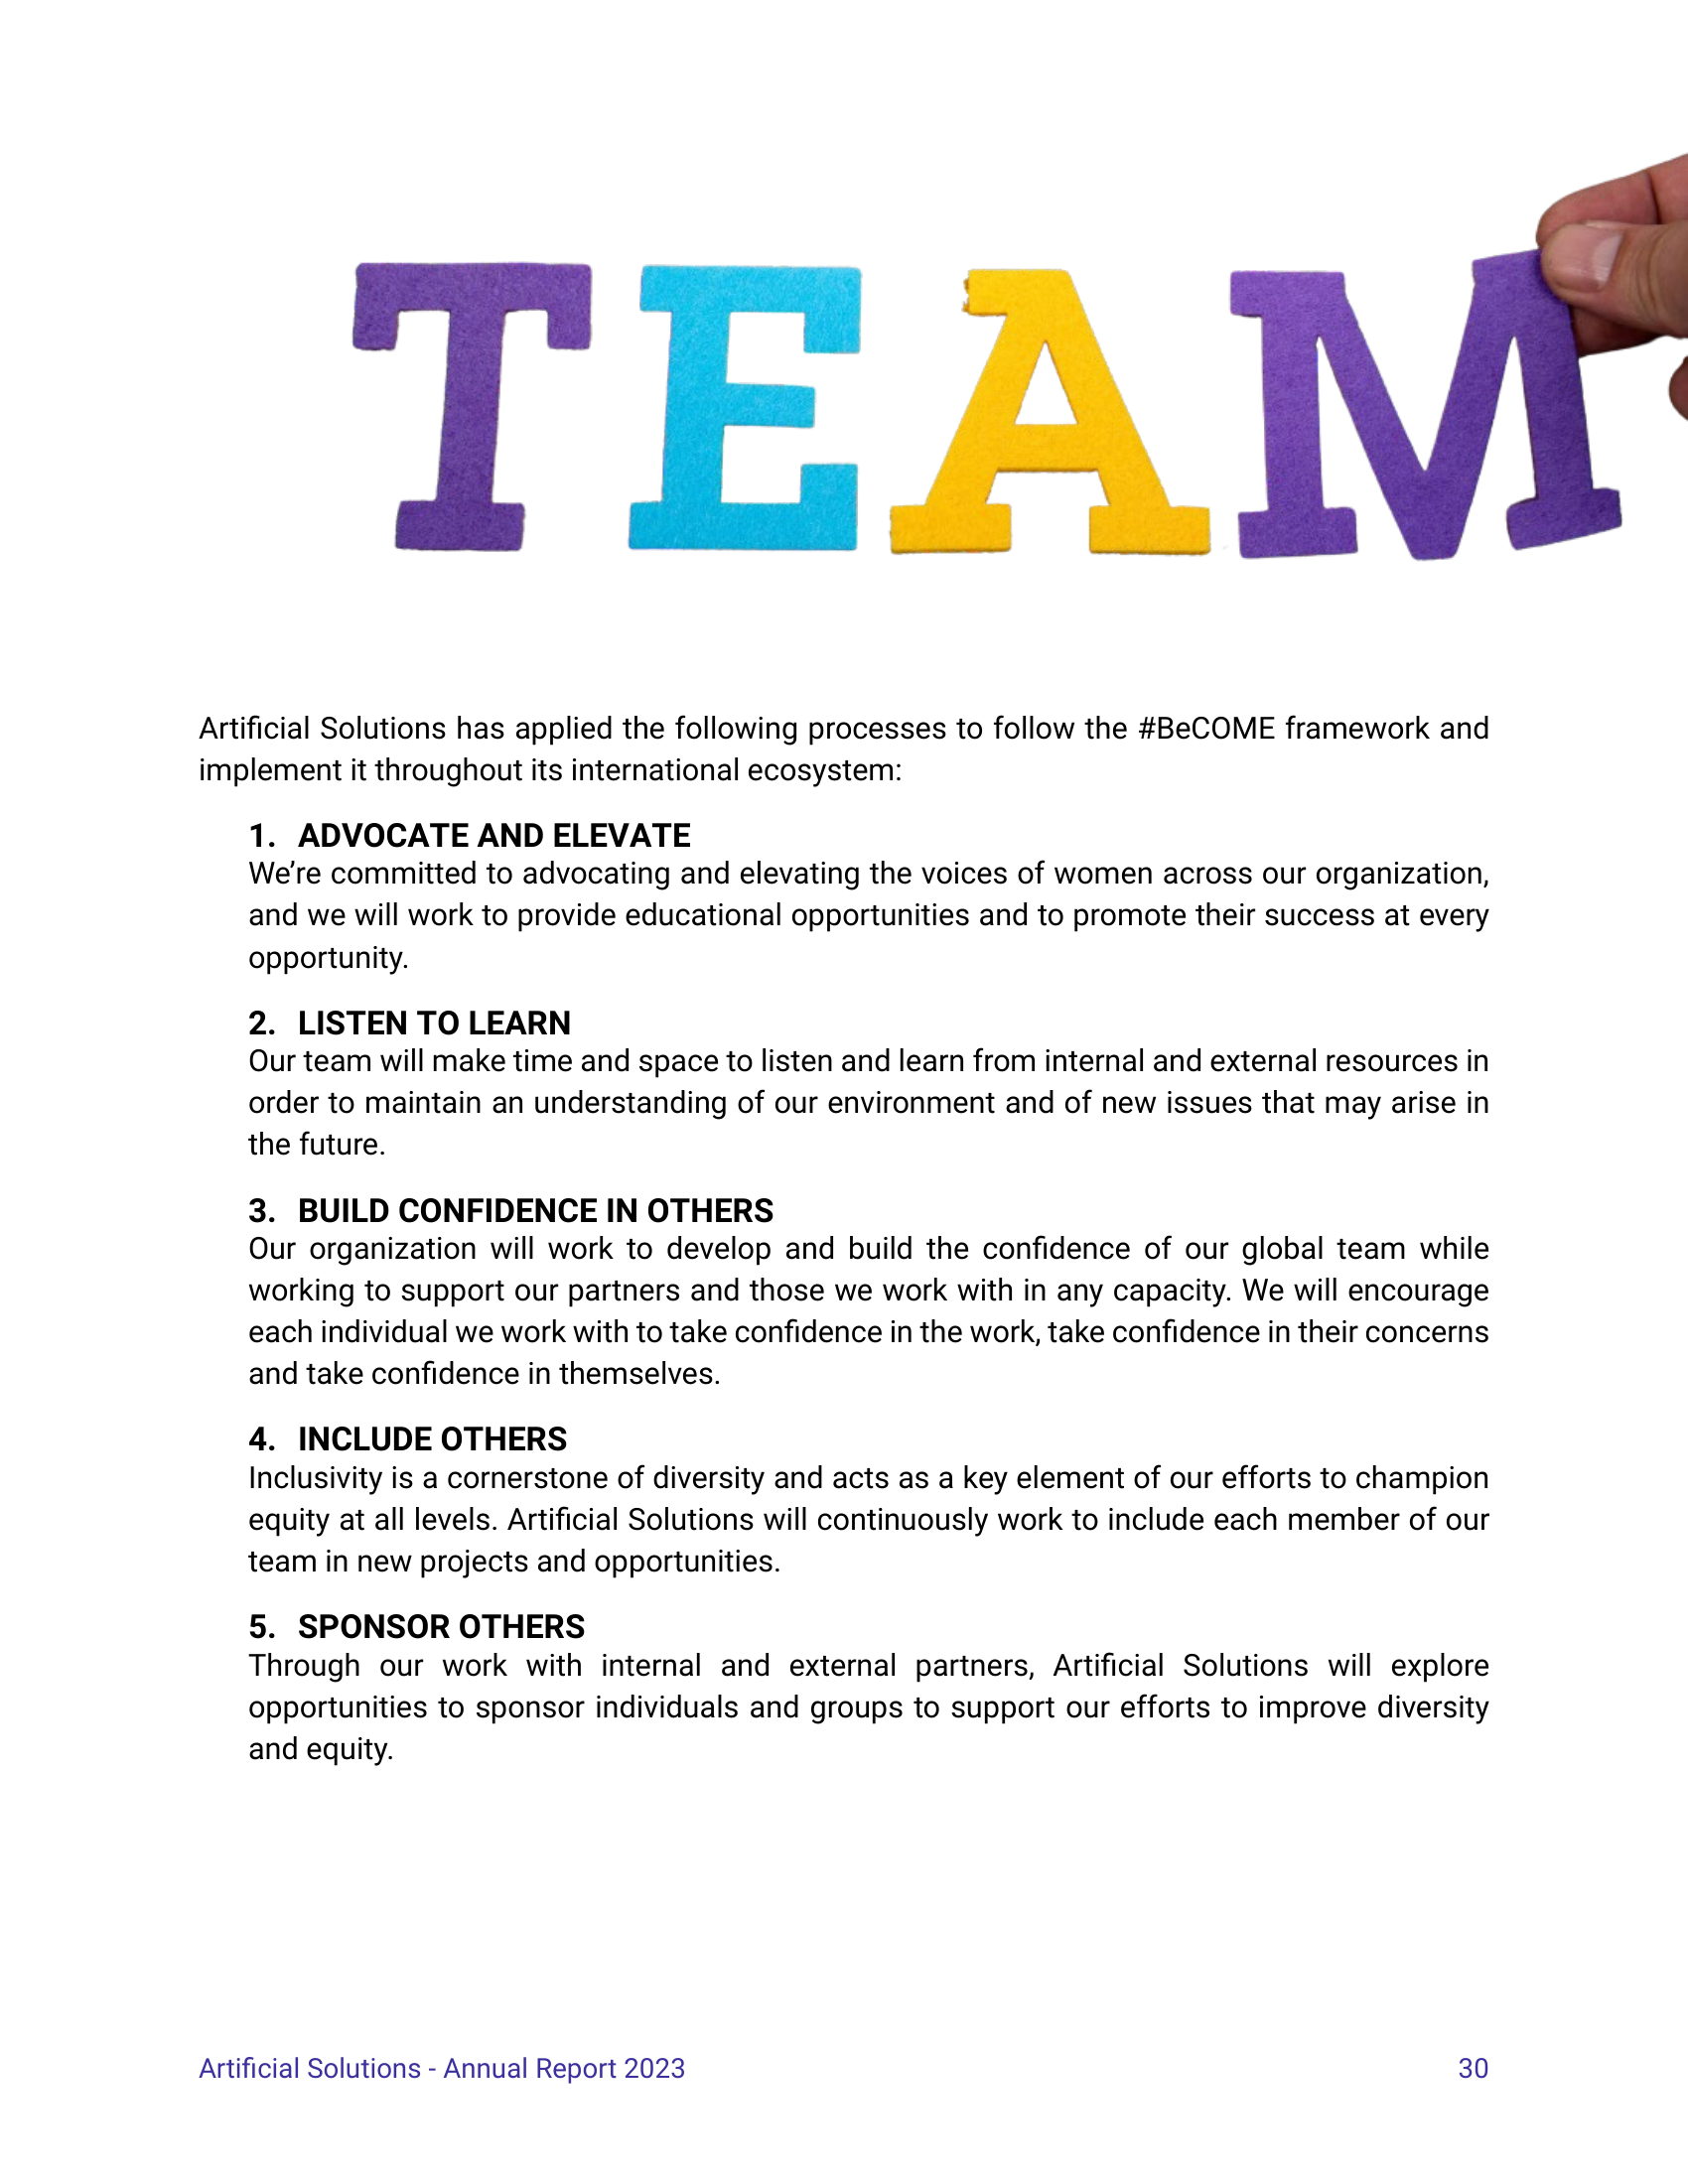 TEAM
Artificial Solutions has applied the following processes to follow the #BeCOME framework and
implement it throughout its international ecosystem:
1. ADVOCATE AND ELEVATE
We’re committed to advocating and elevating the voices of women across our organization,
and we will work to provide educational opportunities and to promote their success at every
opportunity.
2. LISTEN TO LEARN
Our team will make time and space to listen and learn from internal and external resources in
order to maintain an understanding of our environment and of new issues that may arise in
the future.
3. BUILD CONFIDENCE IN OTHERS
Our organization will work to develop and build the confidence of our global team while
working to support our partners and those we work with in any capacity. We will encourage
each individual we work with to take confidence in the work, take confidence in their concerns
and take confidence in themselves.
4. INCLUDE OTHERS
Inclusivity is a cornerstone of diversity and acts as a key element of our efforts to champion
equity at all levels. Artificial Solutions will continuously work to include each member of our
team in new projects and opportunities.
5. SPONSOR OTHERS
Through our work with internal and external partners, Artificial Solutions will explore
opportunities to sponsor individuals and groups to support our efforts to improve diversity
and equity.
Artificial Solutions - Annual Report 2023 30